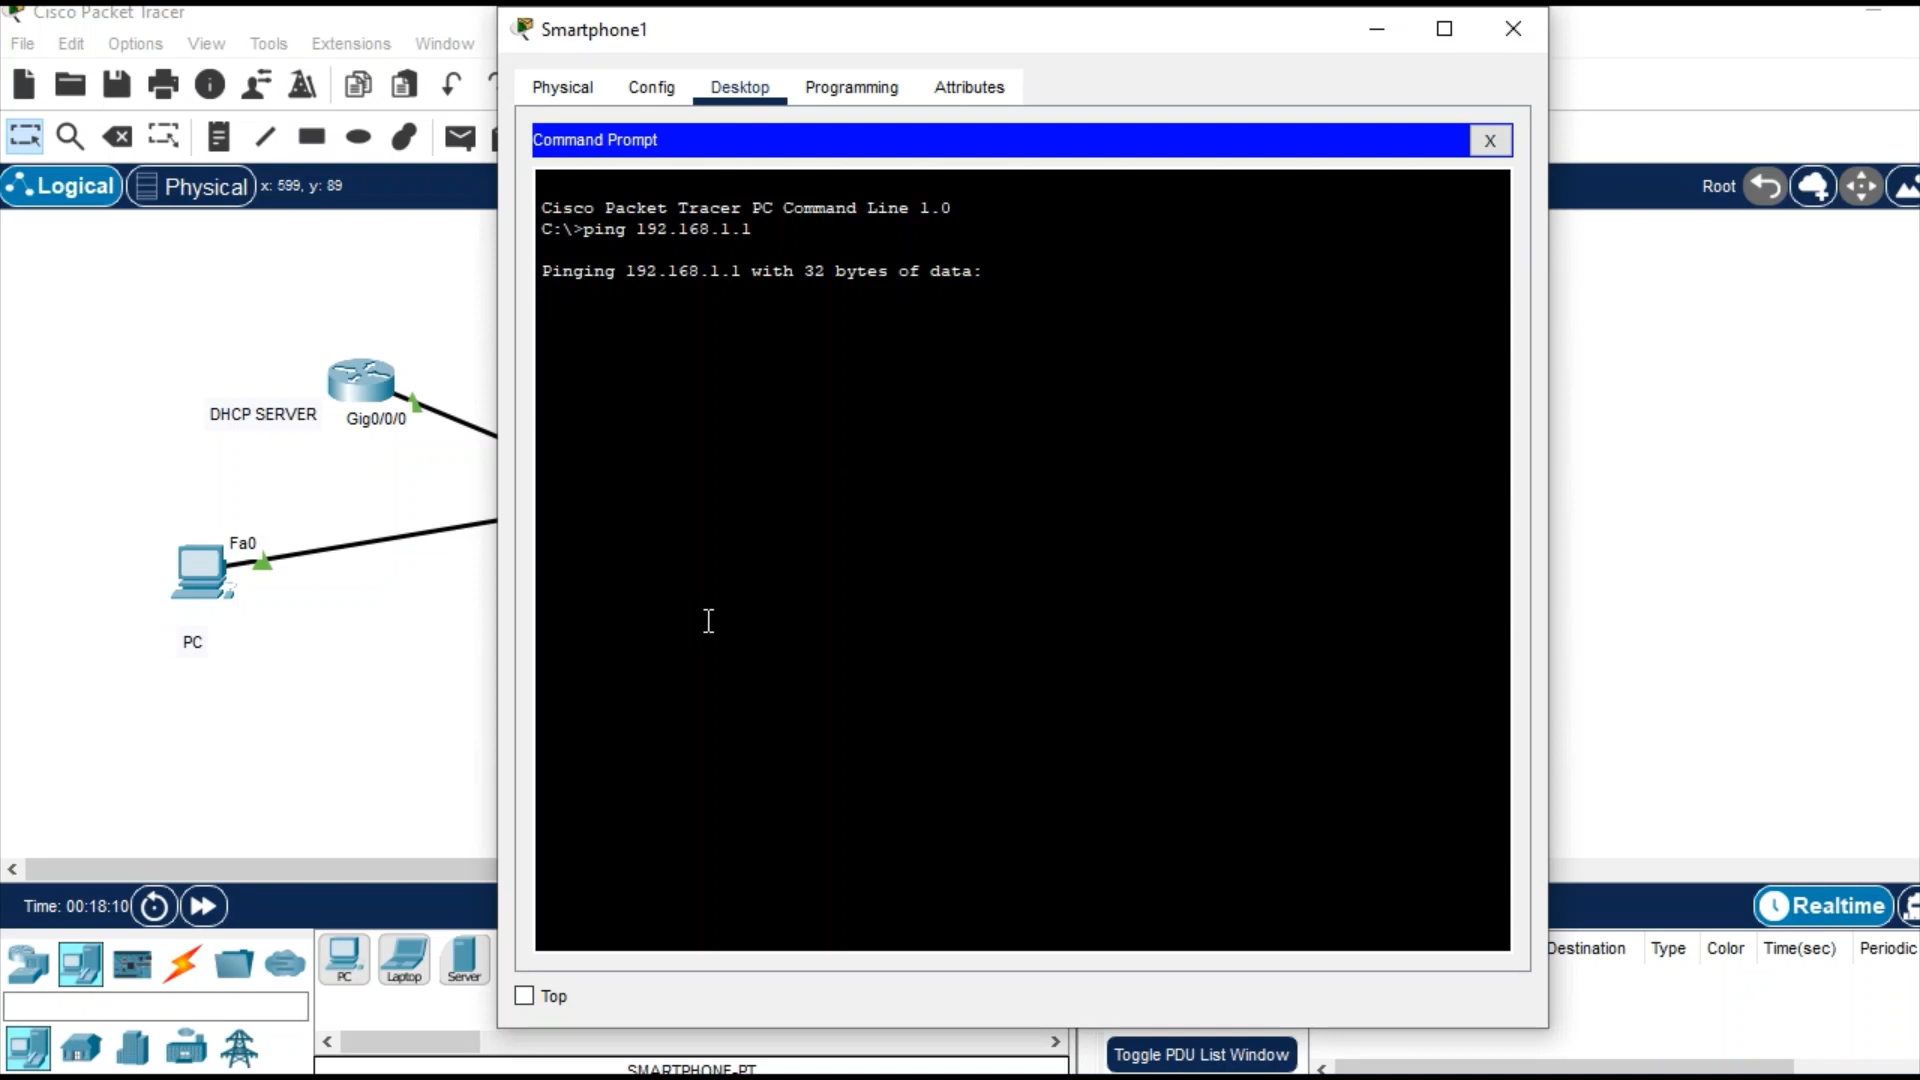 Cisco Packet Tracer
File Edit Options View Tools Extensions Window
Logical Physical x: 599, y: 89
Root
Smartphone1
Physical Config Desktop Programming Attributes
Command Prompt X
Cisco Packet Tracer PC Command Line 1.0
C:\>ping 192.168.1.1
Pinging 192.168.1.1 with 32 bytes of data:
DHCP SERVER
Gig0/0/0
Fa0
PC
Time: 00:18:10
Realtime
PC Laptop Server
Destination Type Color Time(sec) Periodic
Top
Toggle PDU List Window
SMARTPHONE-PT